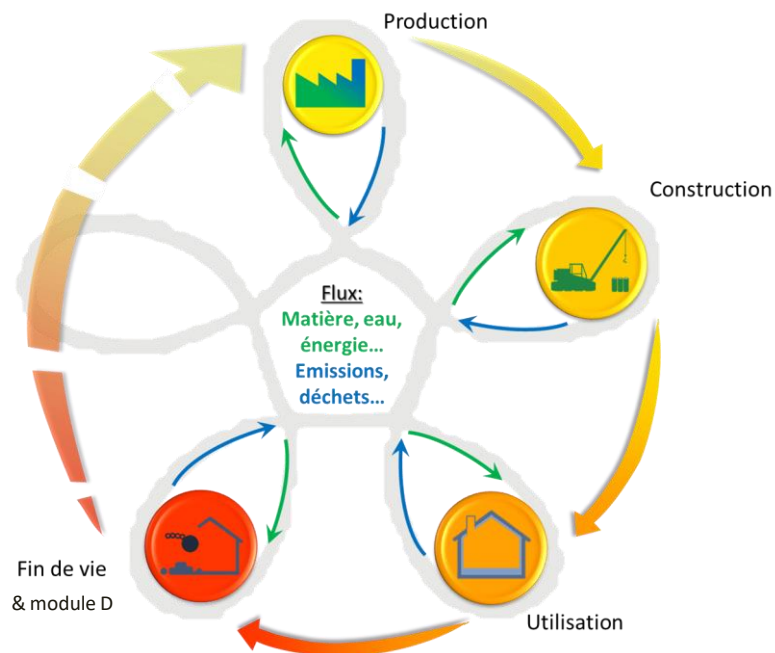 Production
Construction
Flux:
Matière, eau,
énergie...
Emissions,
déchets...
Fin de vie
& module D
Utilisation